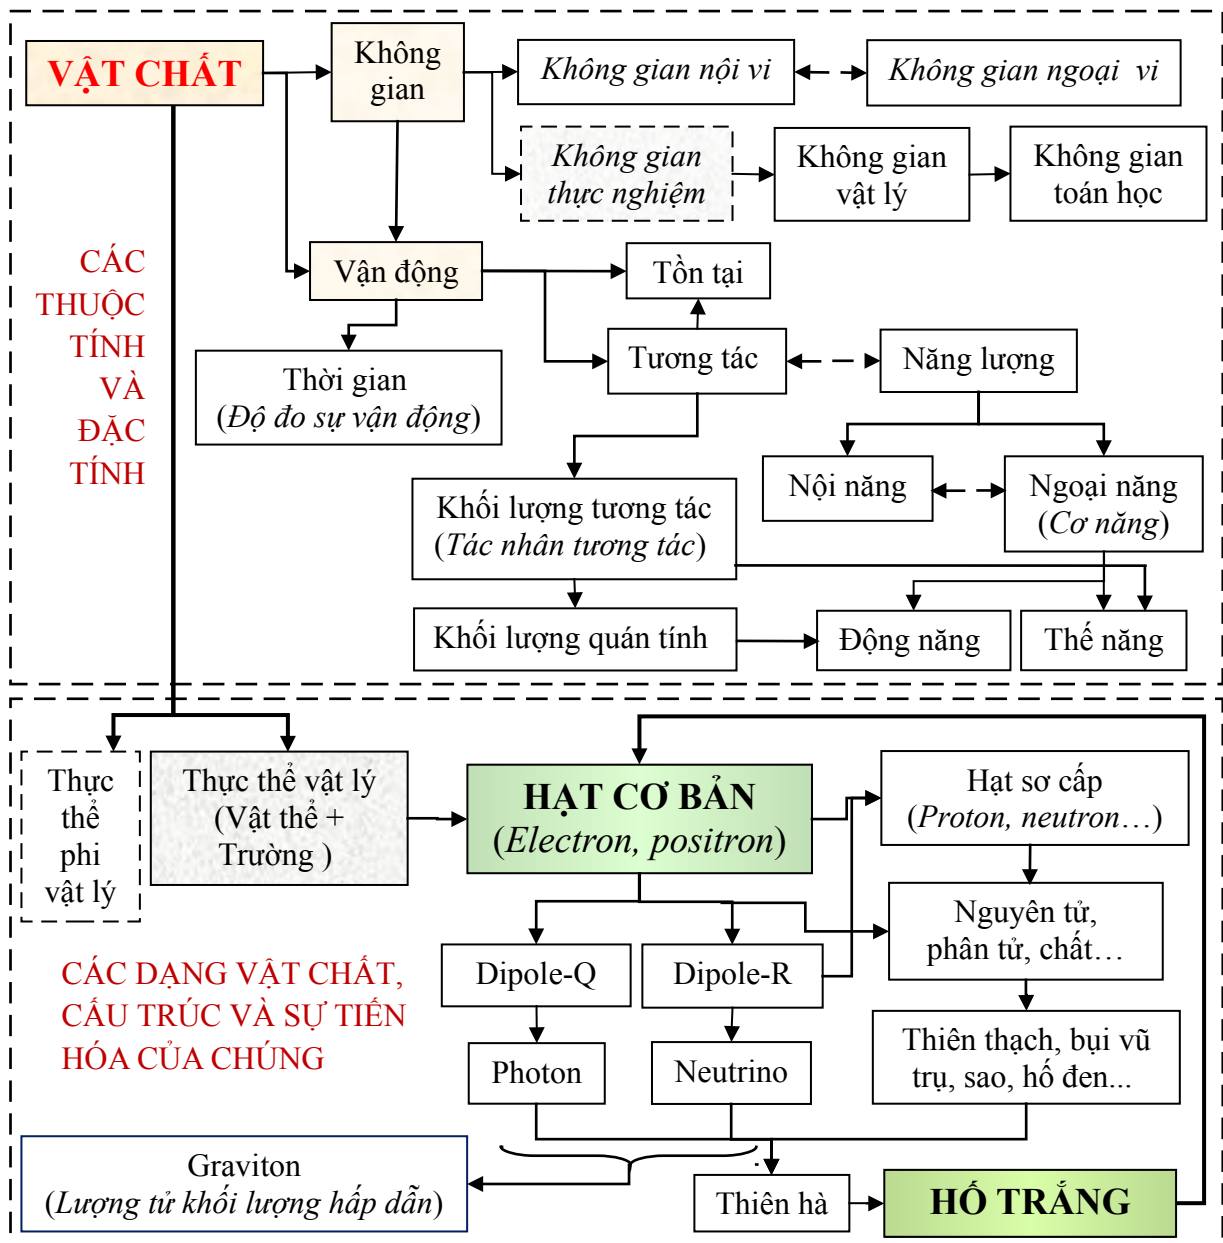 VẬT CHẤT
Không
gian
Không gian nội vi
Không gian ngoại vi
Không gian
thực nghiệm
Không gian
vật lý
Không gian
toán học
CÁC
THUỘC
TÍNH
VÀ
ĐẶC
TÍNH
Vận động
Tồn tại
Thời gian
(Độ đo sự vận động)
Tương tác
Năng lượng
Khối lượng tương tác
(Tác nhân tương tác)
Nội năng
Ngoại năng
(Cơ năng)
Khối lượng quán tính
Động năng
Thế năng
Thực
thể
phi
vật lý
Thực thể vật lý
(Vật thể +
Trường )
HẠT CƠ BẢN
(Electron, positron)
Hạt sơ cấp
(Proton, neutron…)
Nguyên tử,
phân tử, chất…
CÁC DẠNG VẬT CHẤT,
CẤU TRÚC VÀ SỰ TIẾN
HÓA CỦA CHÚNG
Dipole-Q
Dipole-R
Photon
Neutrino
Thiên thạch, bụi vũ
trụ, sao, hố đen...
Graviton
(Lượng tử khối lượng hấp dẫn)
Thiên hà
HỐ TRẮNG